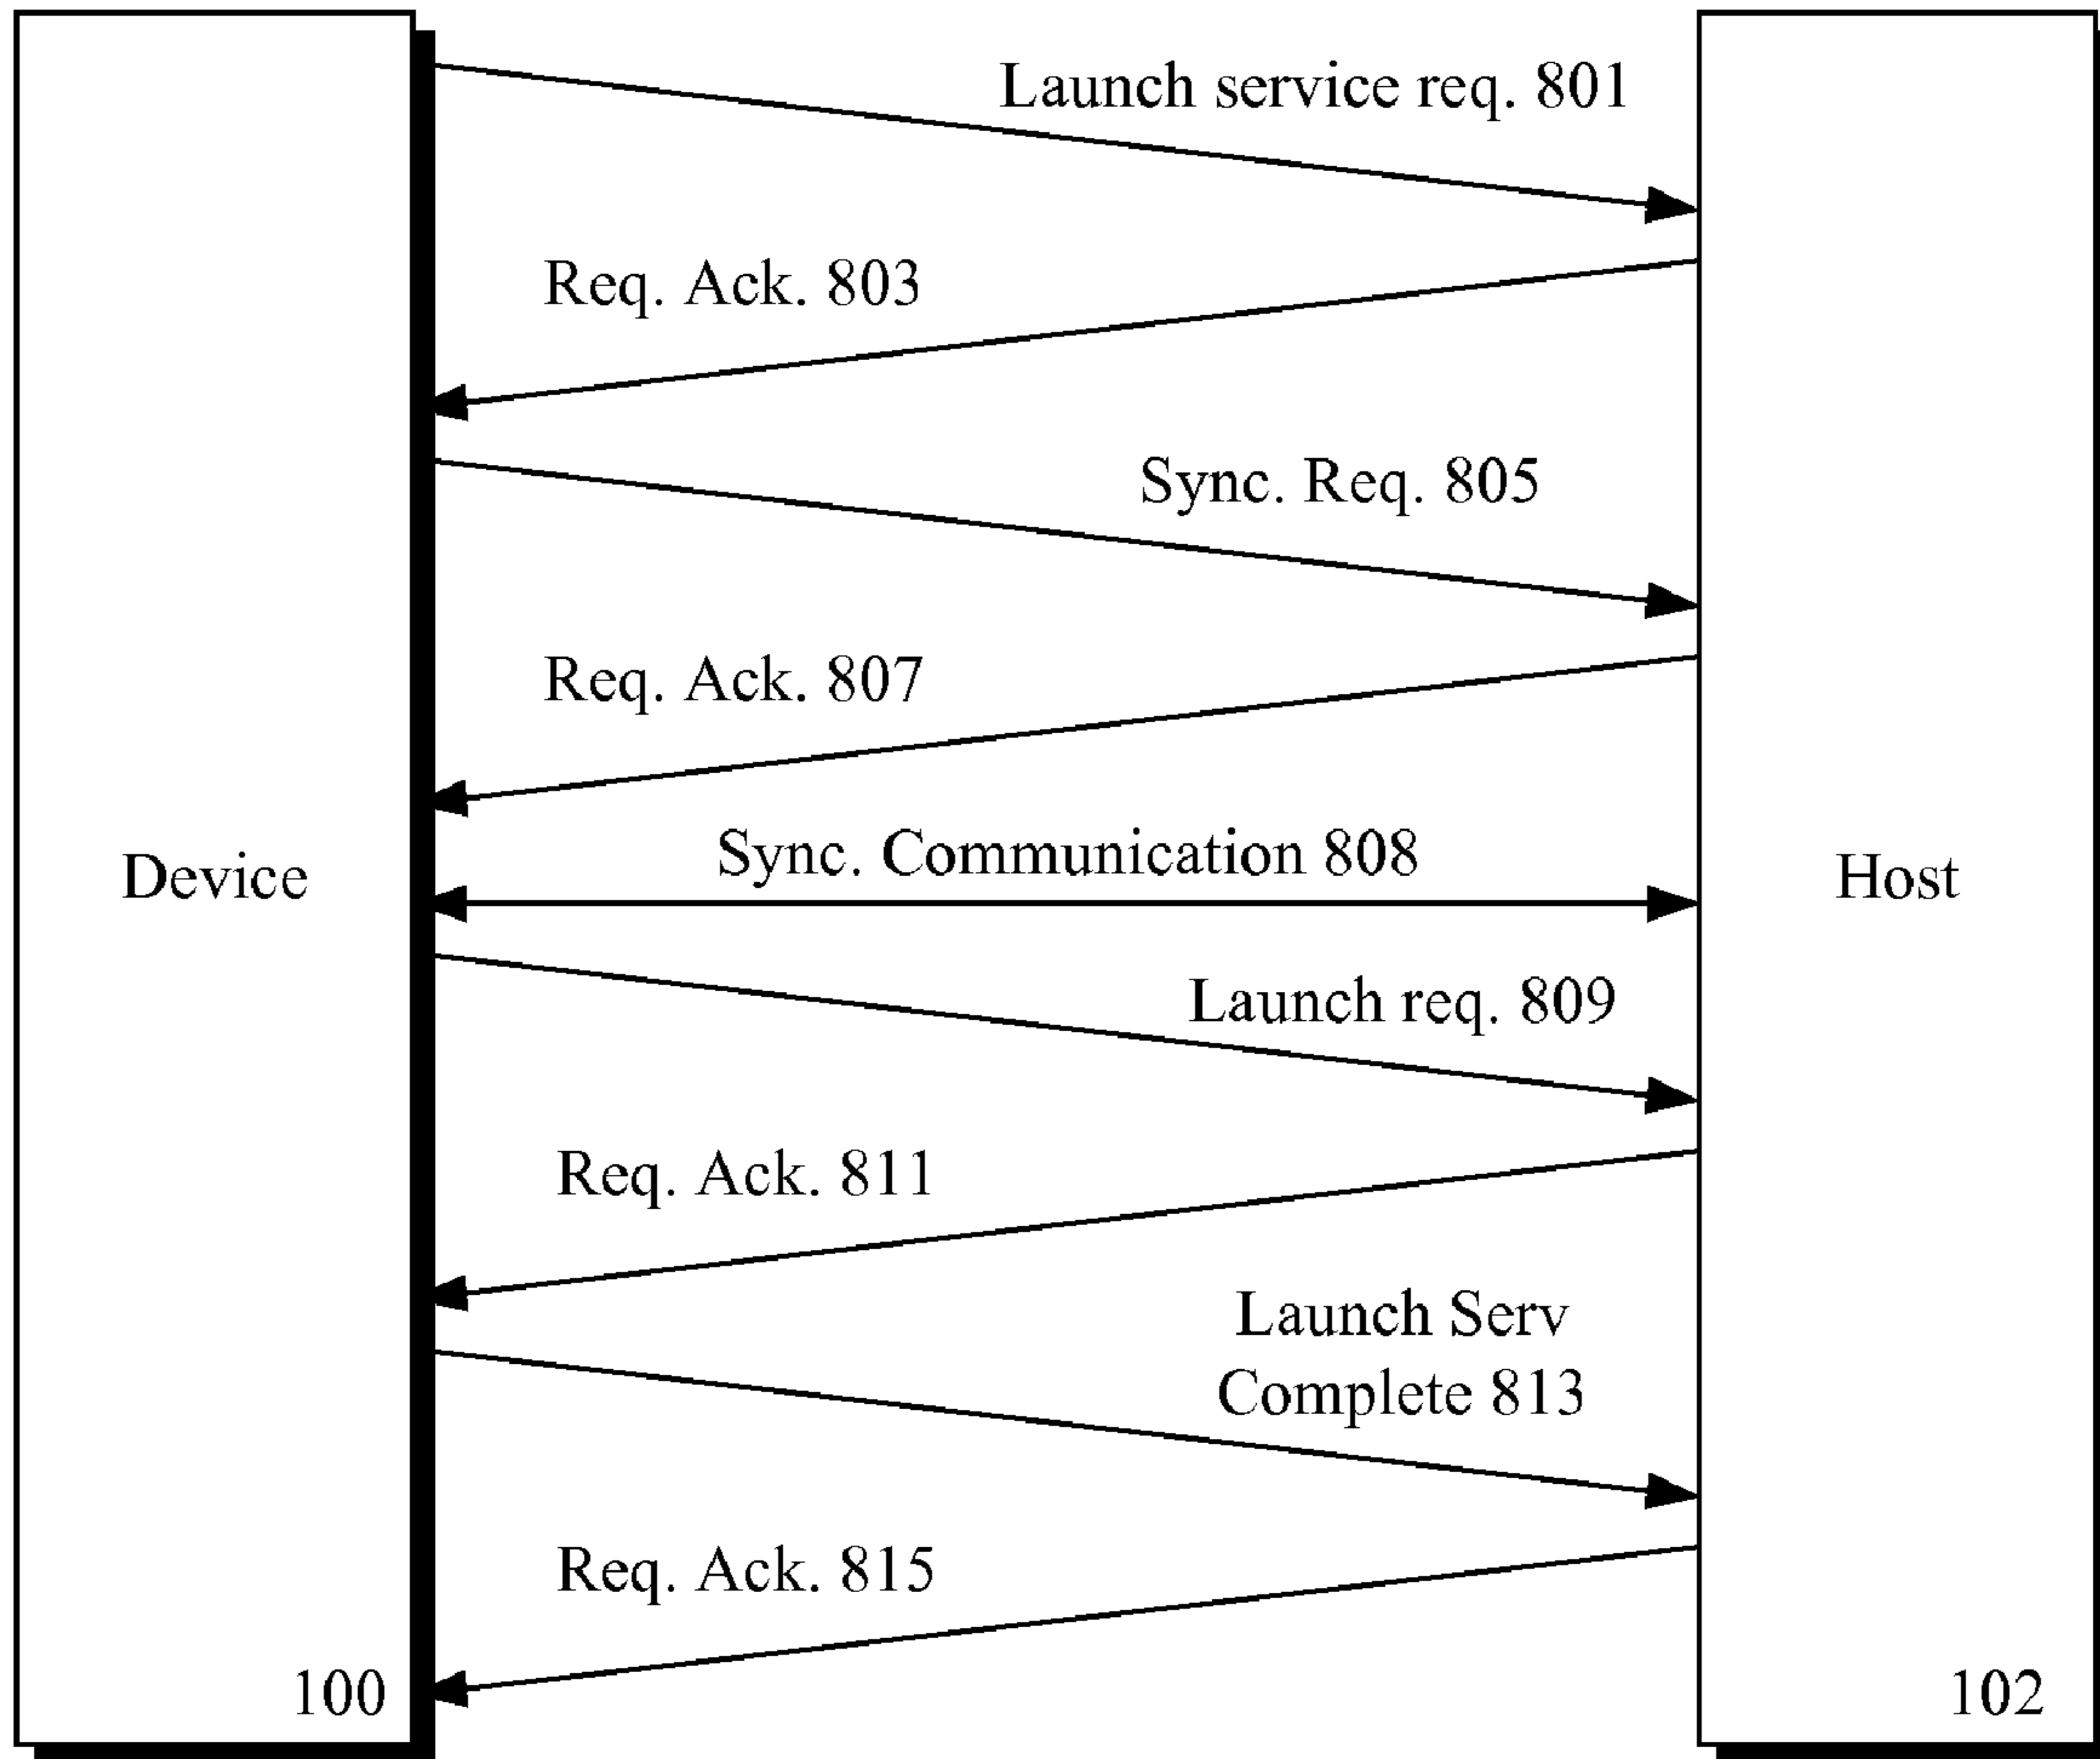 Launch service req. 801
Req. Ack. 803
Sync. Req. 805
Req. Ack. 807
Sync. Communication 808
Device
Host
Launch req. 809
Req. Ack. 811
Launch Serv
Complete 813
Req. Ack. 815
100
102